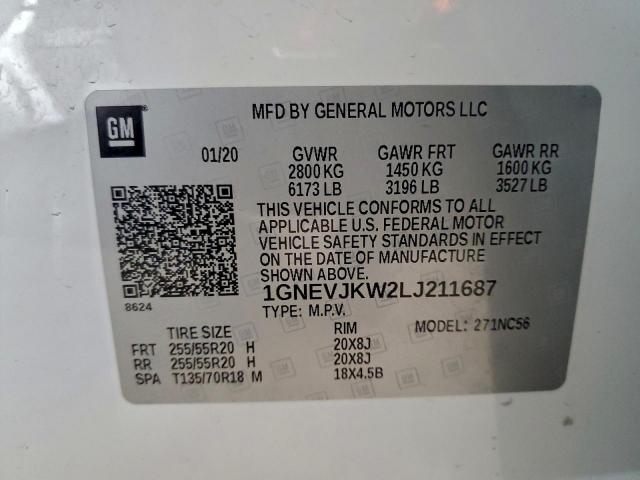 GM
MFD BY GENERAL MOTORS LLC
01/20 GVWR GAWR FRT GAWR RR
2800 KG 1450 KG 1600 KG
6173 LB 3196 LB 3527 LB
THIS VEHICLE CONFORMS TO ALL
APPLICABLE U.S. FEDERAL MOTOR
VEHICLE SAFETY STANDARDS IN EFFECT
ON THE DATE OF MANUFACTURE
SHOWN ABOVE.
1GNEVJKW2LJ211687
8624
TYPE: M.P.V.
TIRE SIZE RIM MODEL: 271NC56
FRT 255/55R20 H 20X8J
RR 255/55R20 H 20X8J
SPA T135/70R18 M 18X4.5B